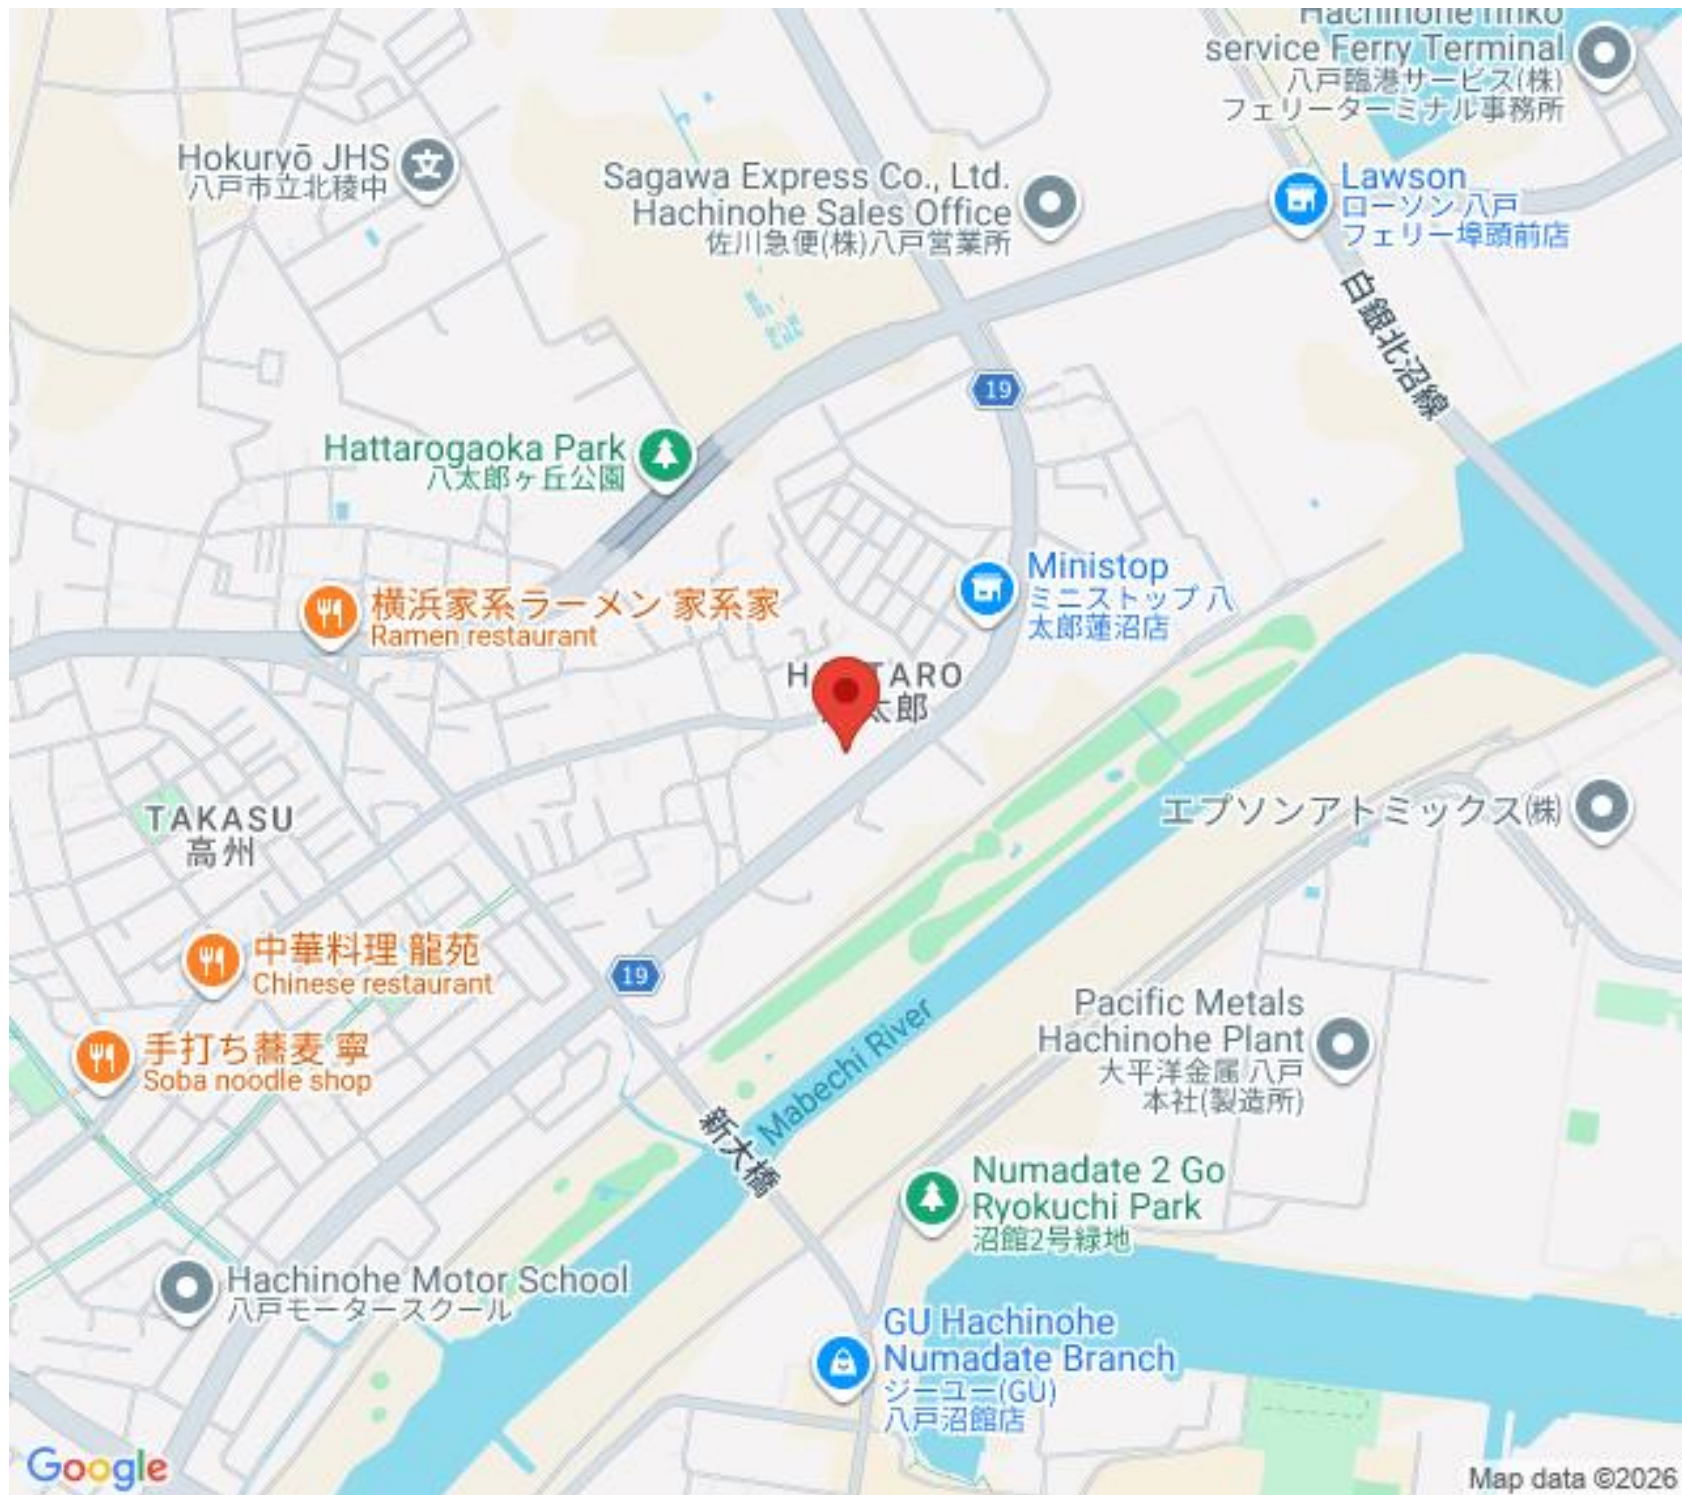 Hachinohe rinko
service Ferry Terminal
八戸臨港サービス(株)
フェリーターミナル事務所
Hokuryō JHS
八戸市立北稜中
Sagawa Express Co., Ltd.
Hachinohe Sales Office
佐川急便(株)八戸営業所
Lawson
ローソン 八戸
フェリー埠頭前店
白銀北沼線
19
Hattarogaoka Park
八太郎ヶ丘公園
Ministop
ミニストップ 八
太郎蓮沼店
横浜家系ラーメン 家系家
Ramen restaurant
TARO
太郎
TAKASU
高州
エプソンアトミックス(株)
中華料理 龍苑
Chinese restaurant
19
手打ち蕎麦 寧
Soba noodle shop
Mabechi River
Pacific Metals
Hachinohe Plant
大平洋金属 八戸
本社(製造所)
新大橋
Numadate 2 Go
Ryokuchi Park
沼館2号緑地
Hachinohe Motor School
八戸モータースクール
GU Hachinohe
Numadate Branch
ジーユー(GU)
八戸沼館店
Google
Map data ©2026